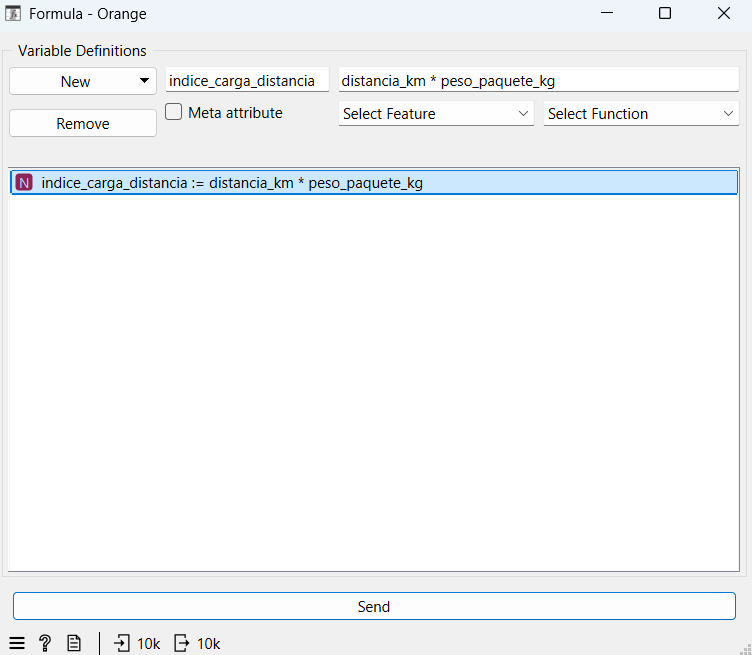 Formula - Orange
Variable Definitions
New
indice_carga_distancia
distancia_km * peso_paquete_kg
Remove
Meta attribute
Select Feature
Select Function
N indice_carga_distancia := distancia_km * peso_paquete_kg
Send
? 10k 10k